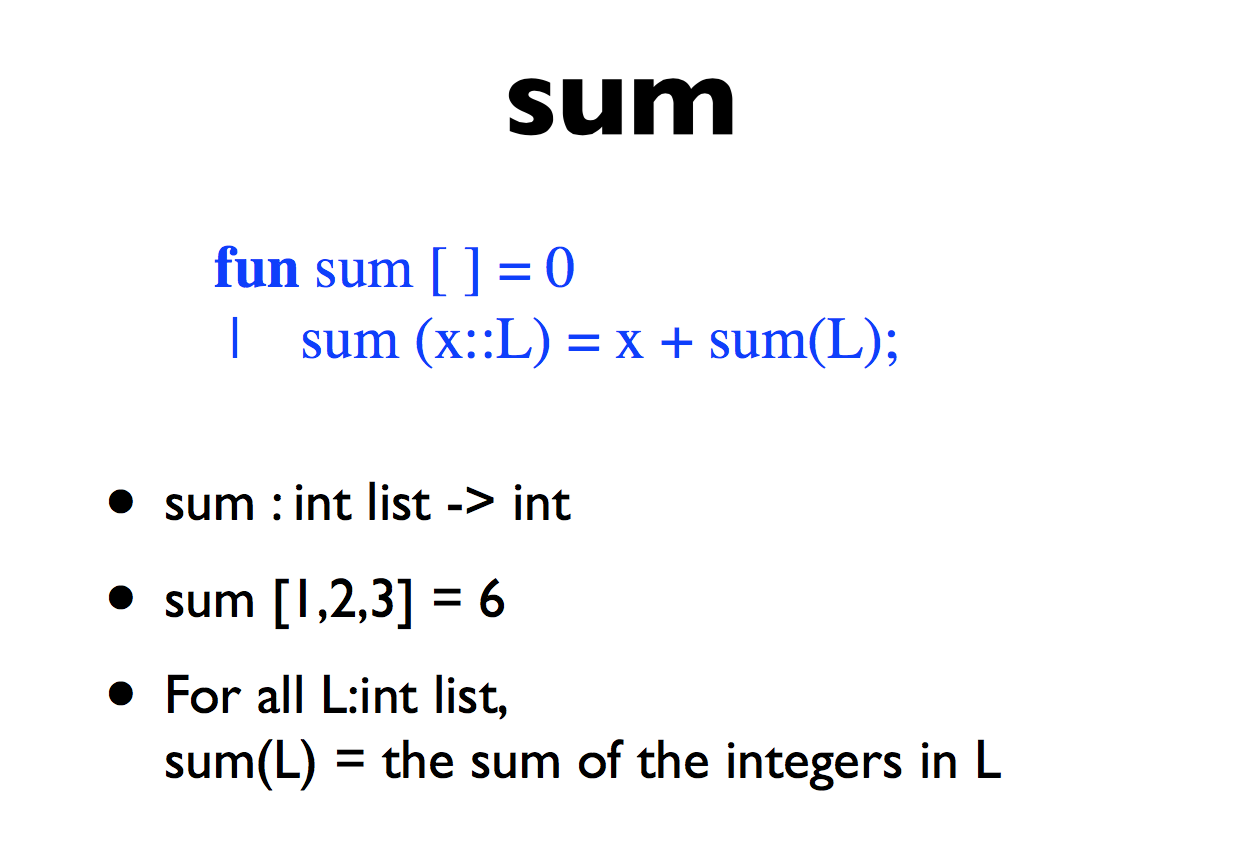 sum
fun sum [ ] = 0
| sum (x::L) = x + sum(L);
• sum : int list -> int
• sum [1,2,3] = 6
• For all L:int list,
sum(L) = the sum of the integers in L